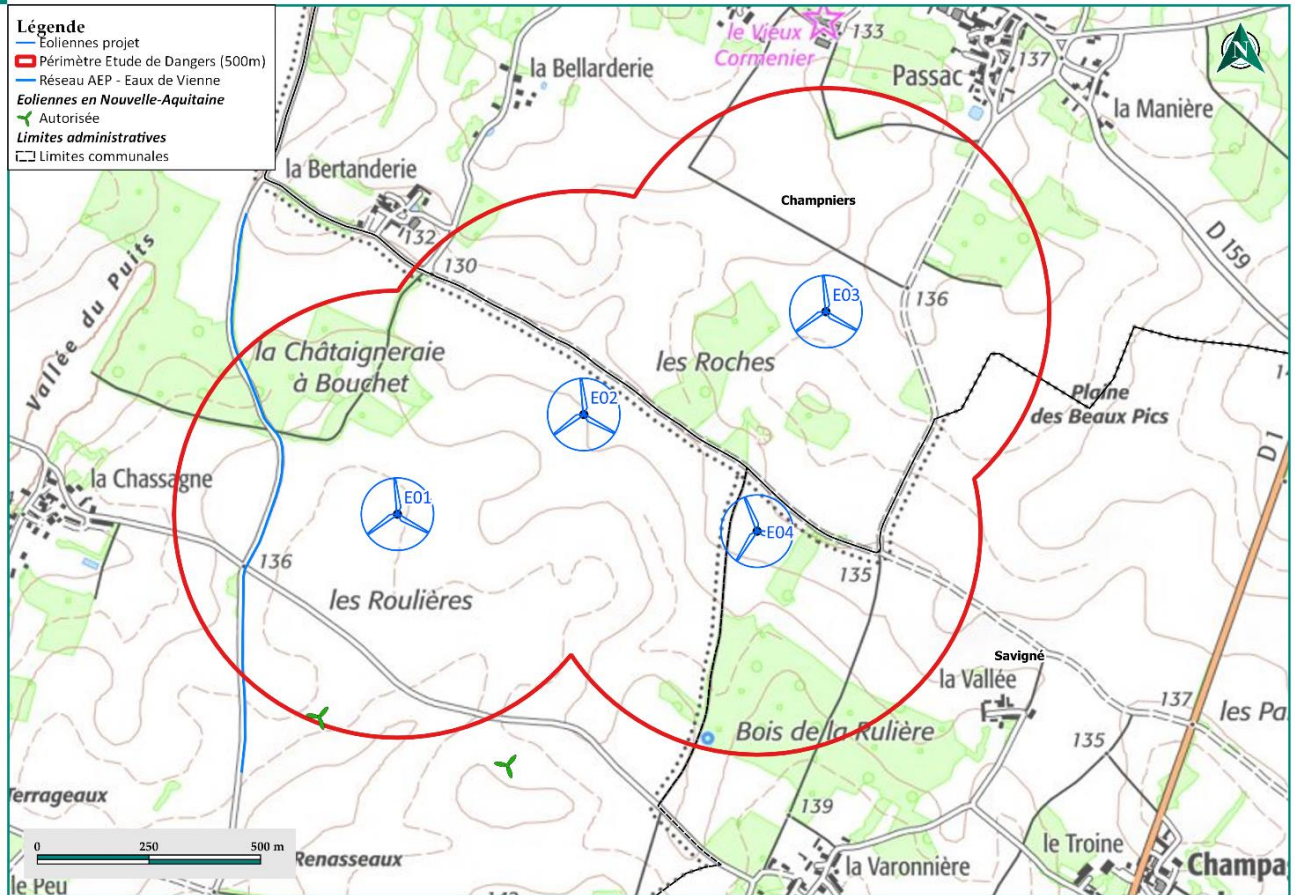 Légende
Eoliennes projet
Périmètre Etude de Dangers (500m)
Réseau AEP - Eaux de Vienne
Eoliennes en Nouvelle-Aquitaine
Autorisée
Limites administratives
Limites communales
le Vieux
Cormenier
133
Passac
137
la Manière
N
la Bellarderie
la Bertanderie
132
130
Champniers
D 159
Vallée du Puits
136
E03
la Châtaigneraie
à Bouchet
les Roches
E02
Plaine
des Beaux Pics
D 1
la Chassagne
E01
E04
136
135
les Roulières
Savigné
la Vallée
137
Bois de la Rulière
135
139
0 250 500 m
Renasseaux
le Peu
la Varonnière
le Troine